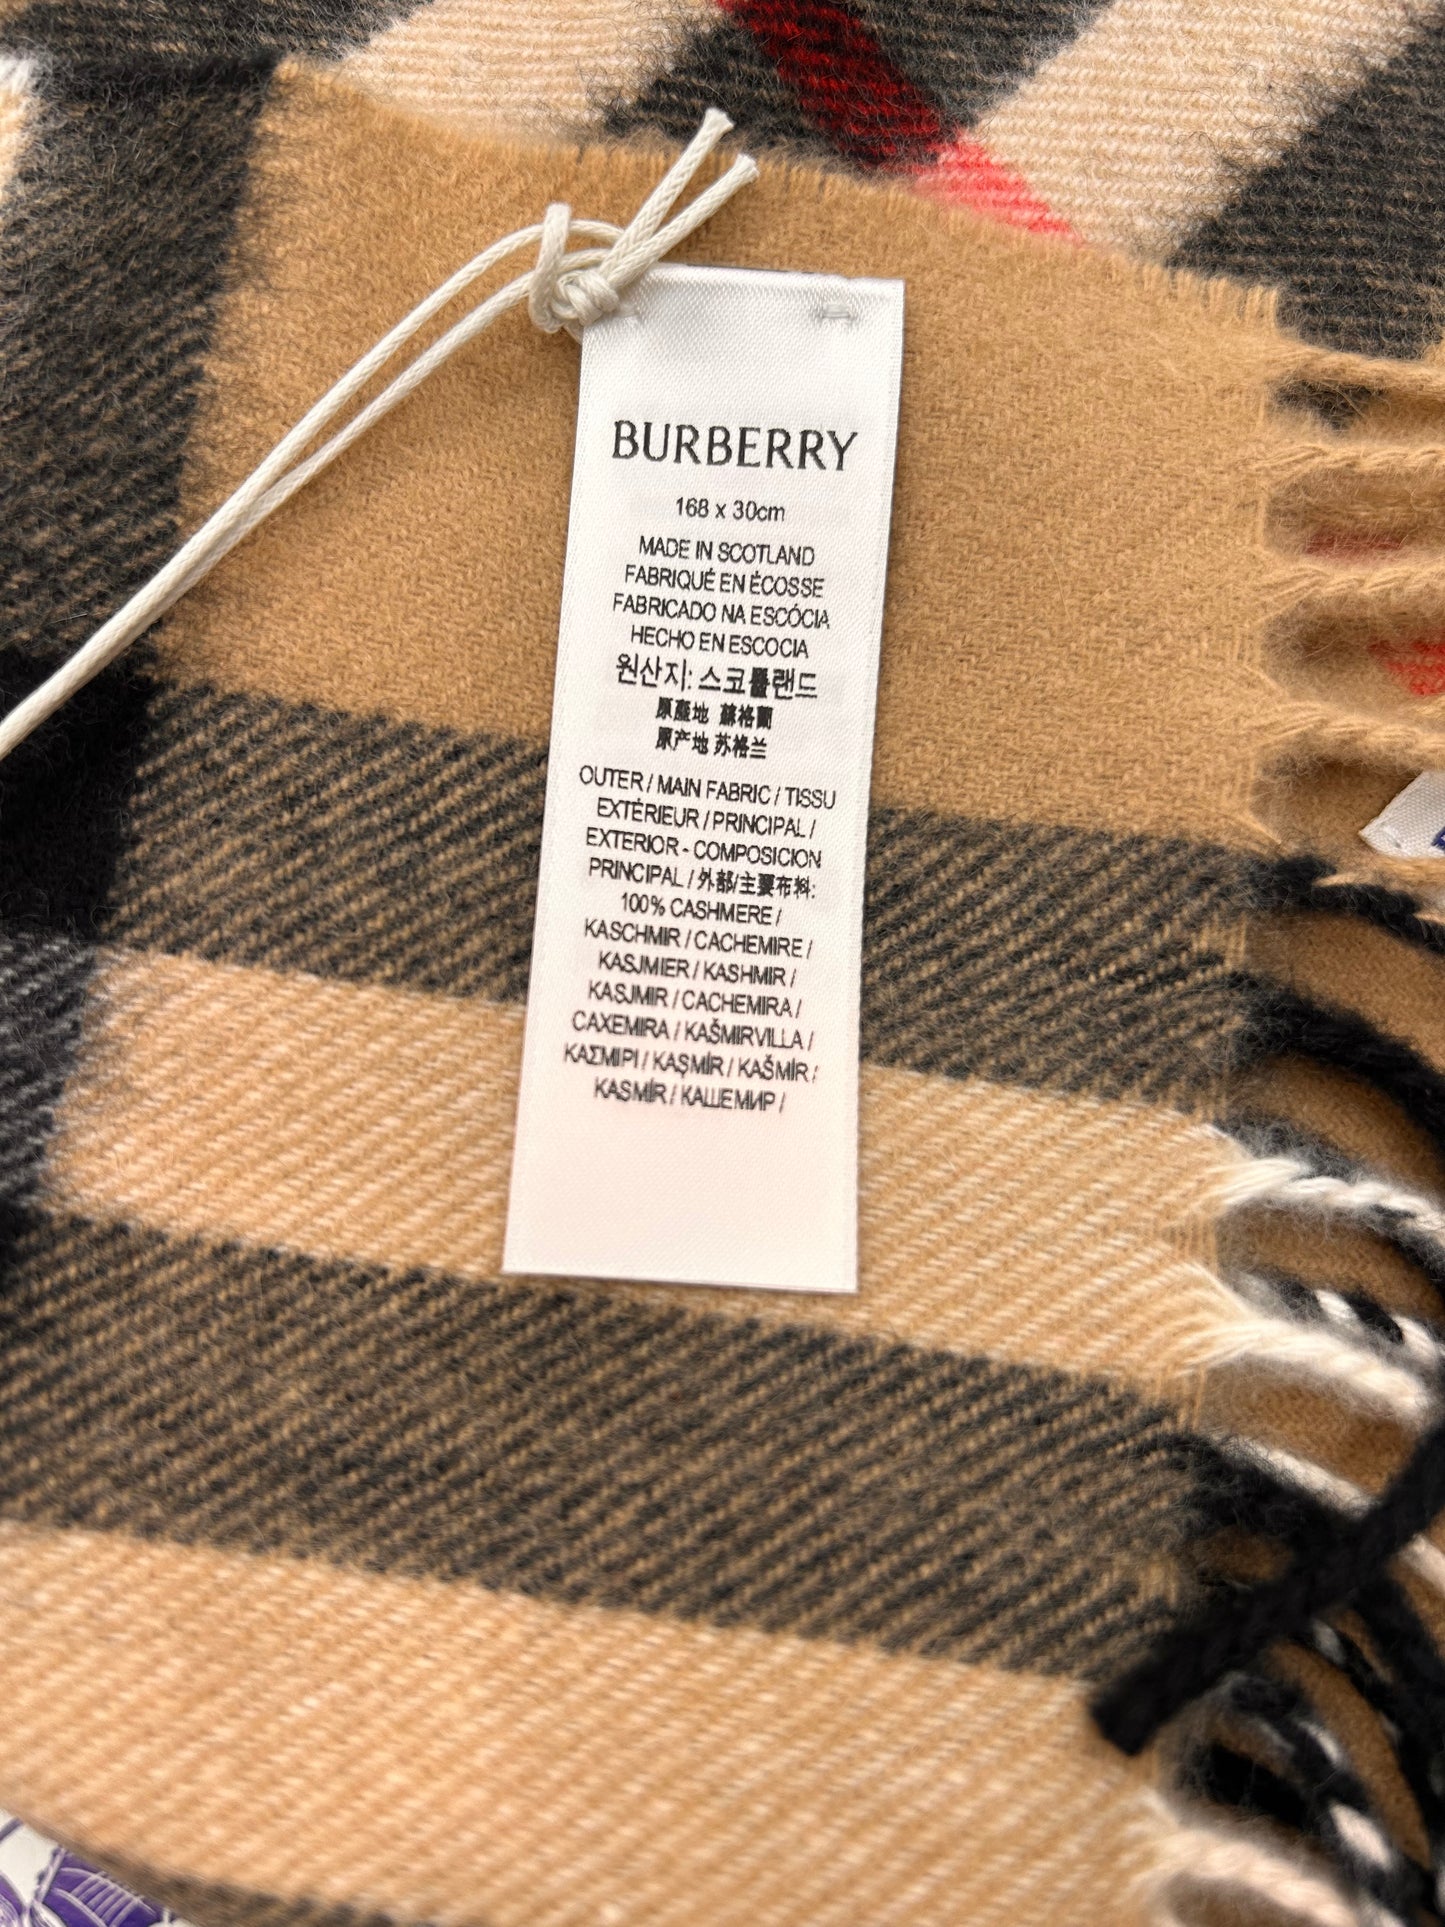 BURBERRY
168 x 30cm
MADE IN SCOTLAND
FABRIQUÉ EN ÉCOSSE
FABRICADO NA ESCÓCIA
HECHO EN ESCOCIA
원산지: 스코틀랜드
原產地 蘇格蘭
原产地 苏格兰
OUTER / MAIN FABRIC / TISSU
EXTÉRIEUR / PRINCIPAL /
EXTERIOR - COMPOSICION
PRINCIPAL / 外部/主要布料:
100% CASHMERE /
KASCHMIR / CACHEMIRE /
KASJMIER / KASHMIR /
KASJMIR / CACHEMIRA /
CAXEMIRA / KAŠMIRVILLA /
ΚΑΣΜΙΡΙ / KAŞMİR / KAŠMÍR /
KASMÍR / КАШЕМИР /